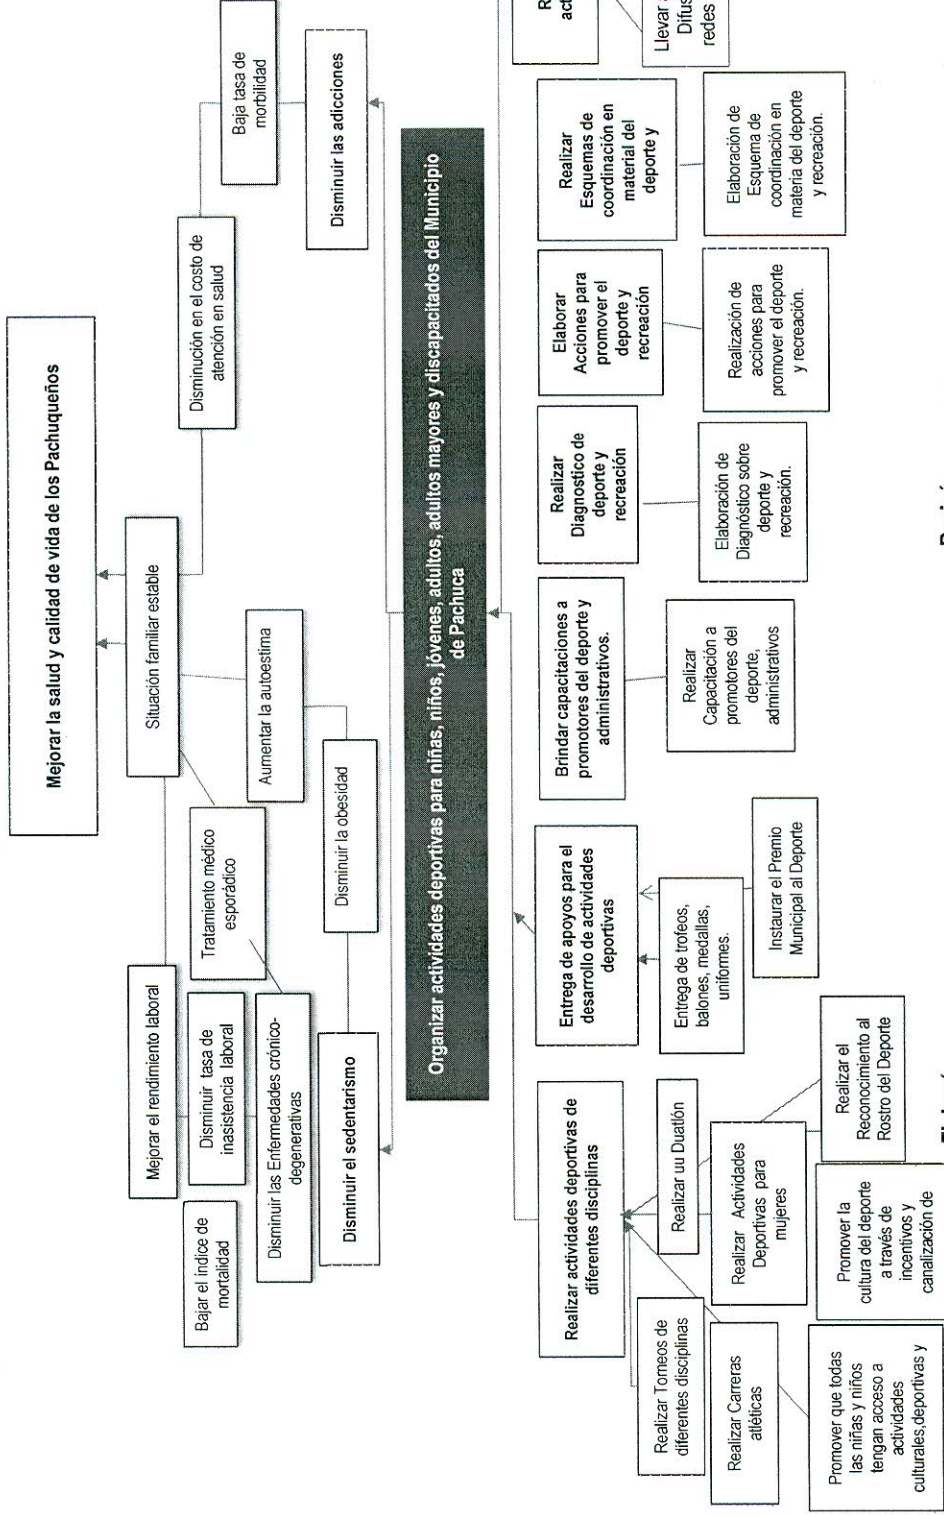 Mejorar la salud y calidad de vida de los Pachuqueños
Situación familiar estable
Mejorar el rendimiento laboral
Bajar el índice de
mortalidad
Disminuir tasa de
inasistencia laboral
Tratamiento médico
esporádico
Aumentar la autoestima
Disminución en el costo de
atención en salud
Baja tasa de
morbilidad
Disminuir las Enfermedades crónico-
degenerativas
Disminuir el sedentarismo
Disminuir la obesidad
Disminuir las adicciones
Organizar actividades deportivas para niñas, niños, jóvenes, adultos, adultos mayores y discapacitados del Municipio
de Pachuca
Realizar actividades deportivas de
diferentes disciplinas
Entrega de apoyos para el
desarrollo de actividades
deportivas
Brindar capacitaciones a
promotores del deporte y
administrativos.
Realizar
Diagnostico de
deporte y
recreación
Elaborar
Acciones para
promover el
deporte y
recreación
Realizar
Esquemas de
coordinación en
material del
deporte y
Realizar Torneos de
diferentes disciplinas
Realizar uu Duatlón
Realizar Carreras
atléticas
Realizar Actividades
Deportivas para
mujeres
Promover que todas
las niñas y niños
tengan acceso a
actividades
culturales,deportivas y
Promover la
cultura del deporte
a través de
incentivos y
canalización de
Realizar el
Reconocimiento al
Rostro del Deporte
Entrega de trofeos,
balones, medallas,
uniformes.
Instaurar el Premio
Municipal al Deporte
Realizar
Capacitación a
promotores del
deporte,
administrativos
Elaboración de
Diagnóstico sobre
deporte y
recreación.
Realización de
acciones para
promover el deporte
y recreación.
Elaboración de
Esquema de
coordinación en
materia del deporte
y recreación.
Llevar
Difus
redes